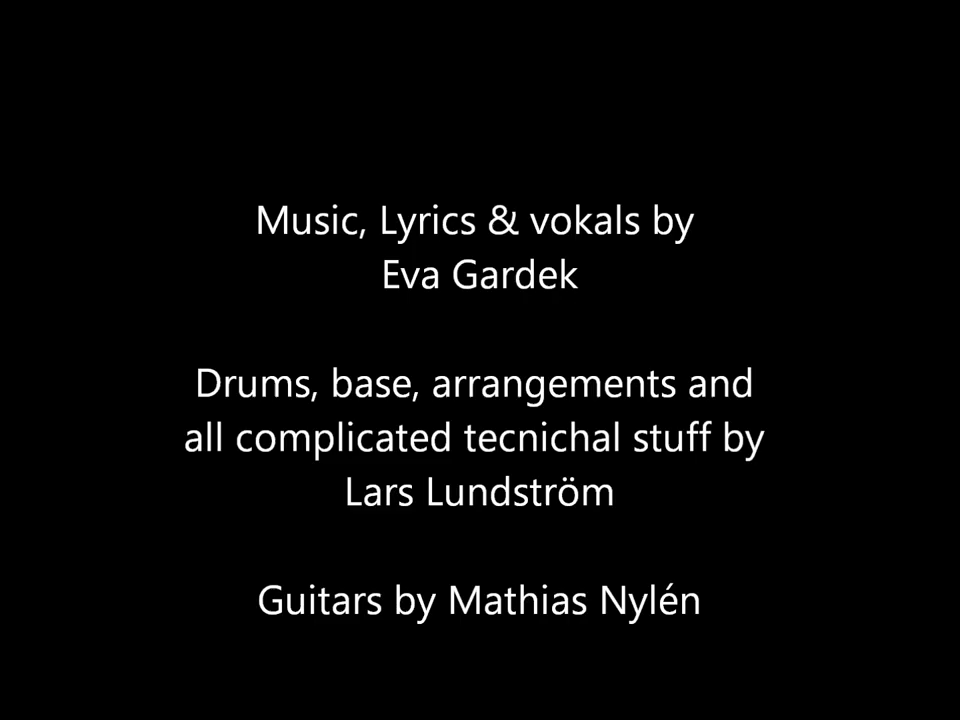 Music, Lyrics & vokals by
Eva Gardek
Drums, base, arrangements and
all complicated tecnichal stuff by
Lars Lundström
Guitars by Mathias Nylén